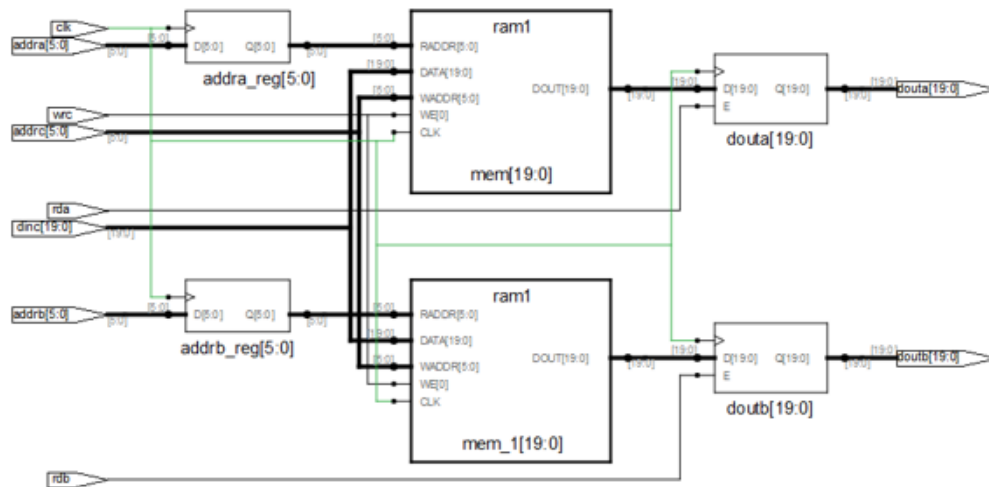 clk
addra[5:0]
[5:0]
[5:0]
D[5:0]
Q[5:0]
[5:0]
addra_reg[5:0]
wrc
addrc[5:0]
[5:0]
rda
dinc[19:0]
[19:0]
addrb[5:0]
[5:0]
[5:0]
D[5:0]
Q[5:0]
[5:0]
addrb_reg[5:0]
rdb
ram1
[5:0]
RADDR[5:0]
[19:0]
DATA[19:0]
[5:0]
WADDR[5:0]
WE[0]
CLK
DOUT[19:0]
[19:0]
mem[19:0]
ram1
[5:0]
RADDR[5:0]
[19:0]
DATA[19:0]
[5:0]
WADDR[5:0]
WE[0]
CLK
DOUT[19:0]
[19:0]
mem_1[19:0]
[19:0]
D[19:0]
Q[19:0]
E
[19:0]
[19:0]
douta[19:0]
douta[19:0]
[19:0]
D[19:0]
Q[19:0]
E
[19:0]
[19:0]
doutb[19:0]
doutb[19:0]